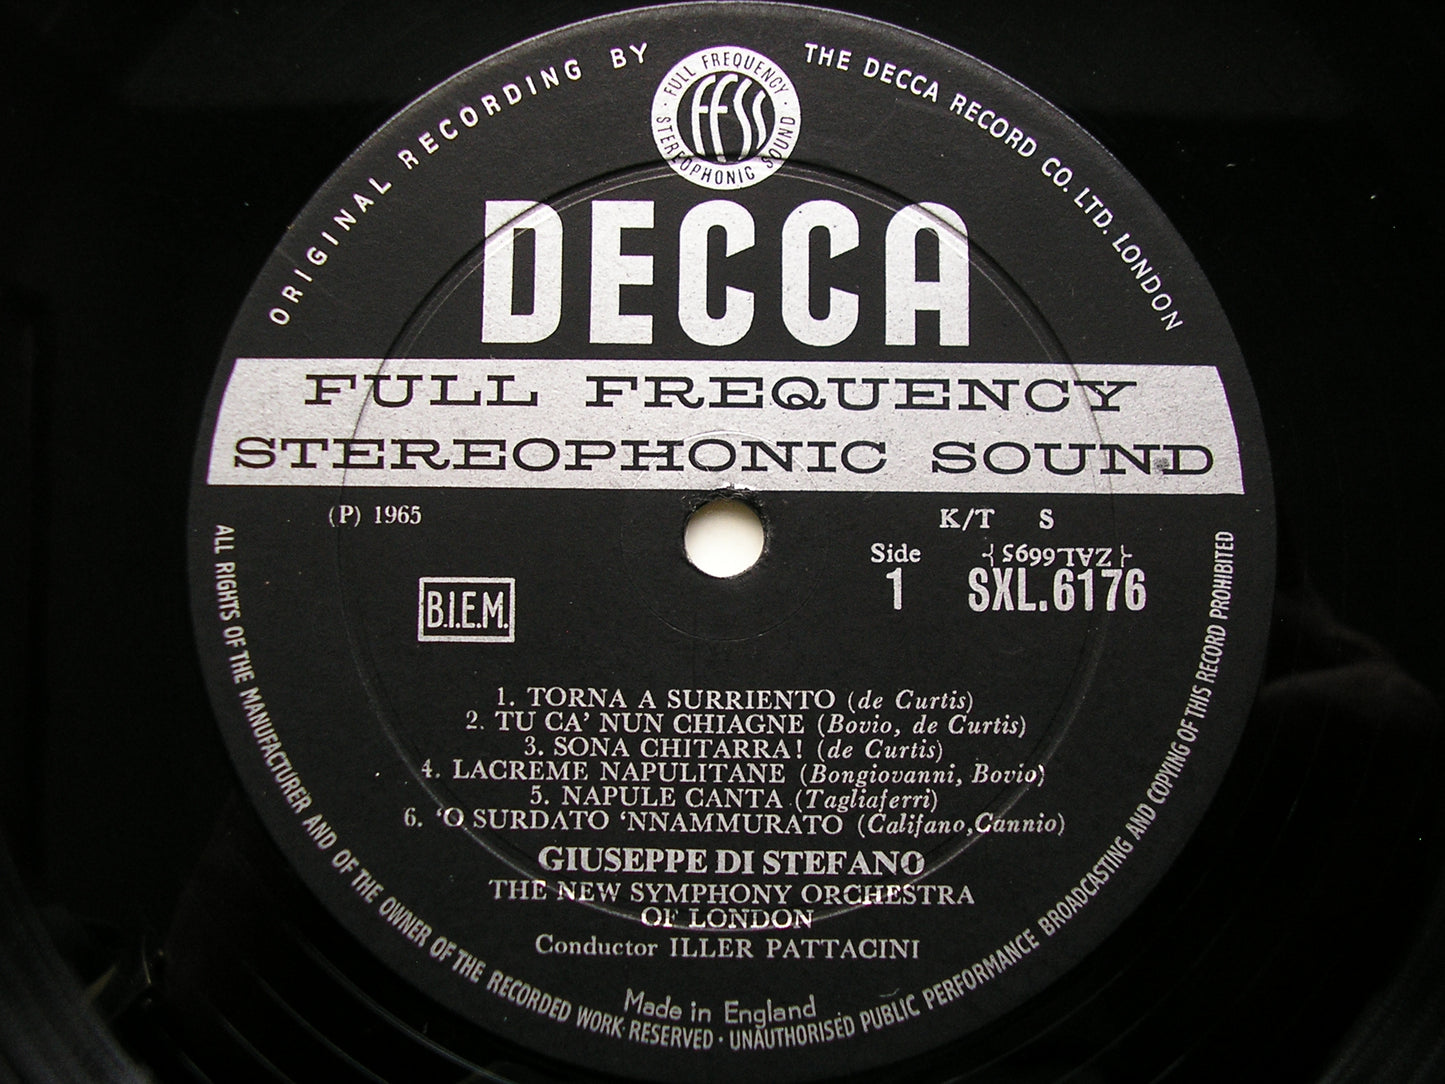 ORIGINAL RECORDING BY
THE DECCA RECORD CO. LTD. LONDON
FULL FREQUENCY
ffss
STEREOPHONIC SOUND
DECCA
FULL FREQUENCY
STEREOPHONIC SOUND
(P) 1965
K/T S
Side
1
⊰ ZAL6695 ⊱
SXL.6176
B.I.E.M.
1. TORNA A SURRIENTO (de Curtis)
2. TU CA' NUN CHIAGNE (Bovio, de Curtis)
3. SONA CHITARRA! (de Curtis)
4. LACREME NAPULITANE (Bongiovanni, Bovio)
5. NAPULE CANTA (Tagliaferri)
6. 'O SURDATO 'NNAMMURATO (Califano,Cannio)
GIUSEPPE DI STEFANO
THE NEW SYMPHONY ORCHESTRA
OF LONDON
Conductor ILLER PATTACINI
Made in England
ALL RIGHTS OF THE MANUFACTURER AND OF THE OWNER OF THE RECORDED WORK RESERVED · UNAUTHORISED PUBLIC PERFORMANCE BROADCASTING AND COPYING OF THIS RECORD PROHIBITED